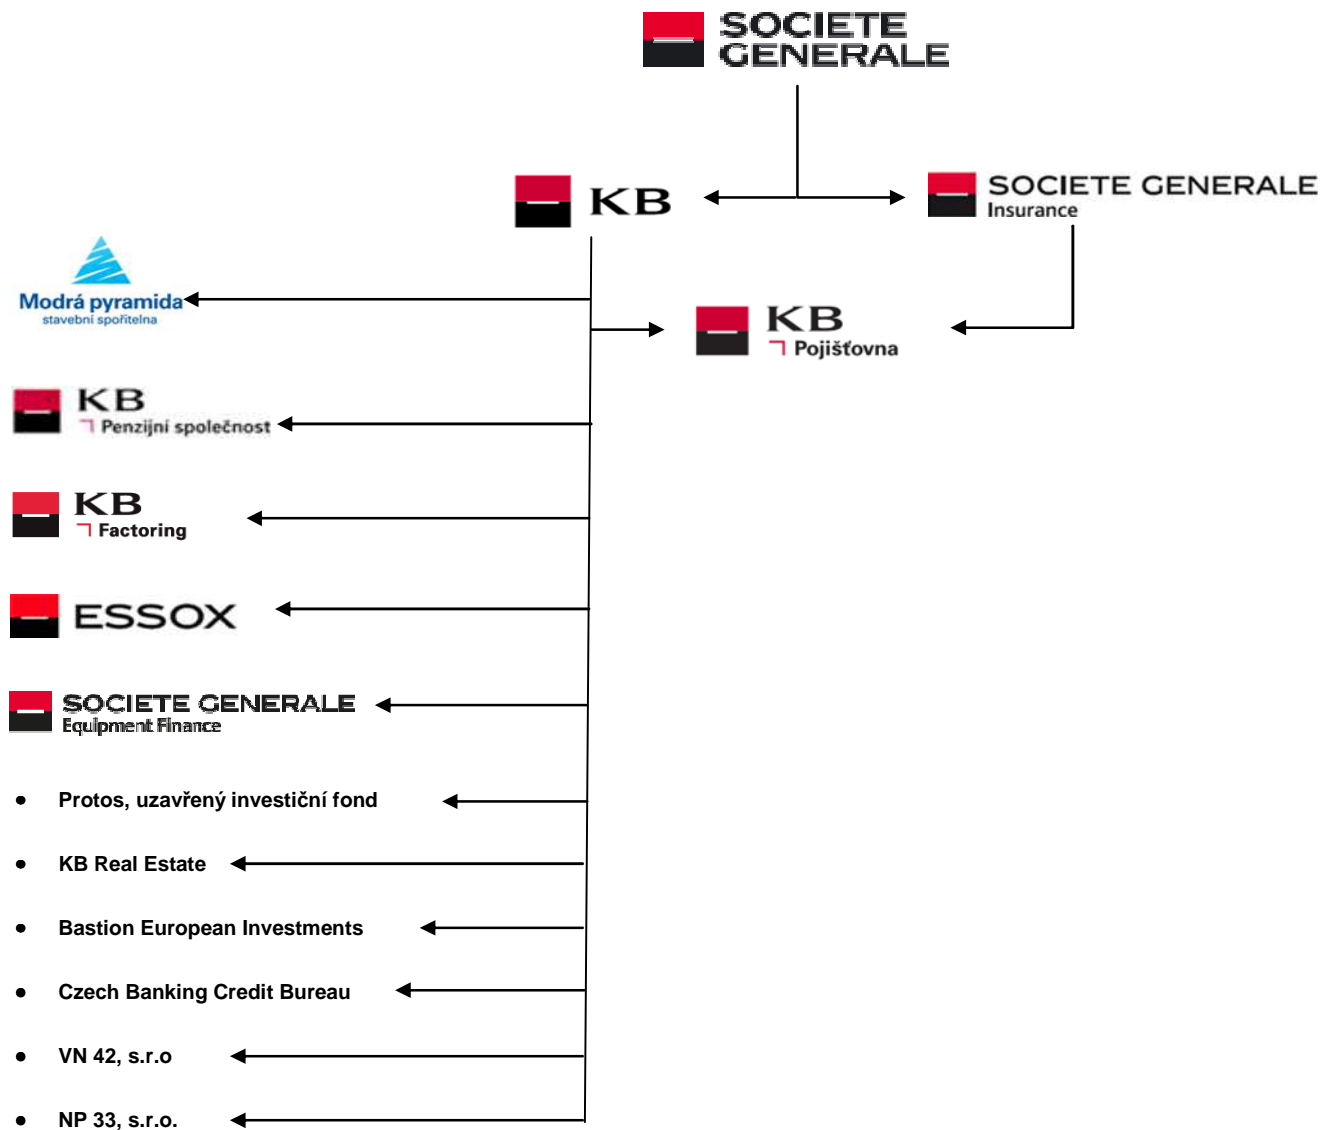 SOCIETE
GENERALE
KB
SOCIETE GENERALE
Insurance
Modrá pyramida
stavební spořitelna
KB
Pojišťovna
KB
Penzijní společnost
KB
Factoring
ESSOX
SOCIETE GENERALE
Equipment Finance
• Protos, uzavřený investiční fond
• KB Real Estate
• Bastion European Investments
• Czech Banking Credit Bureau
• VN 42, s.r.o
• NP 33, s.r.o.